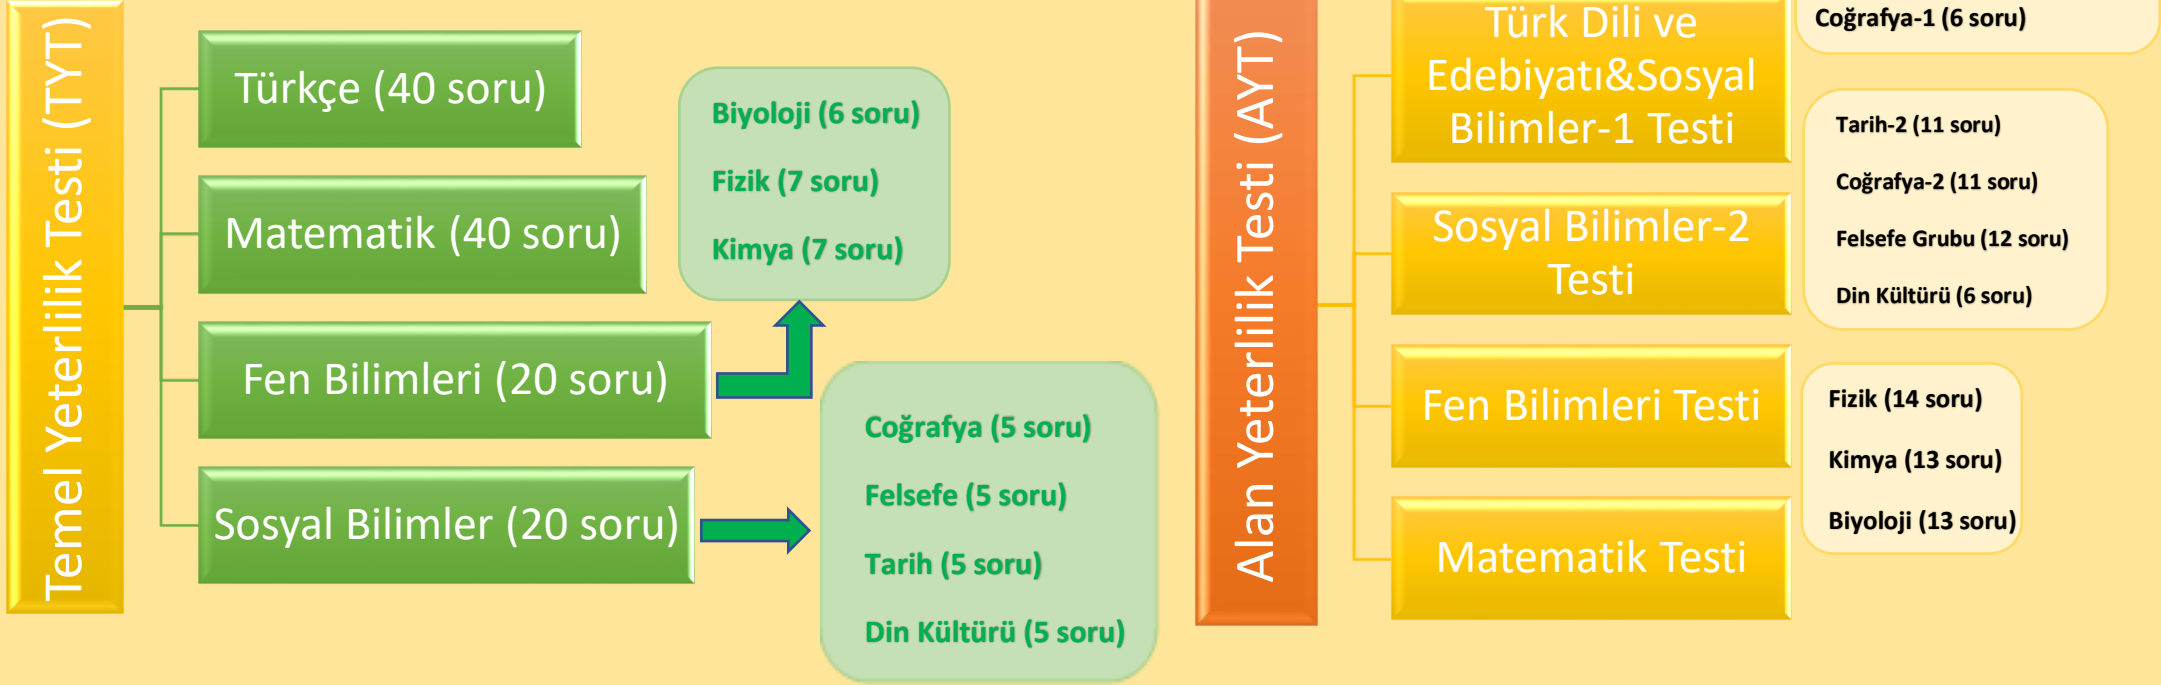 Temel Yeterlilik Testi (TYT)
Türkçe (40 soru)
Matematik (40 soru)
Fen Bilimleri (20 soru)
Sosyal Bilimler (20 soru)
Biyoloji (6 soru)
Fizik (7 soru)
Kimya (7 soru)
Coğrafya (5 soru)
Felsefe (5 soru)
Tarih (5 soru)
Din Kültürü (5 soru)
Alan Yeterlilik Testi (AYT)
Türk Dili ve
Edebiyatı&Sosyal
Bilimler-1 Testi
Coğrafya-1 (6 soru)
Sosyal Bilimler-2
Testi
Tarih-2 (11 soru)
Coğrafya-2 (11 soru)
Felsefe Grubu (12 soru)
Din Kültürü (6 soru)
Fen Bilimleri Testi
Fizik (14 soru)
Kimya (13 soru)
Biyoloji (13 soru)
Matematik Testi